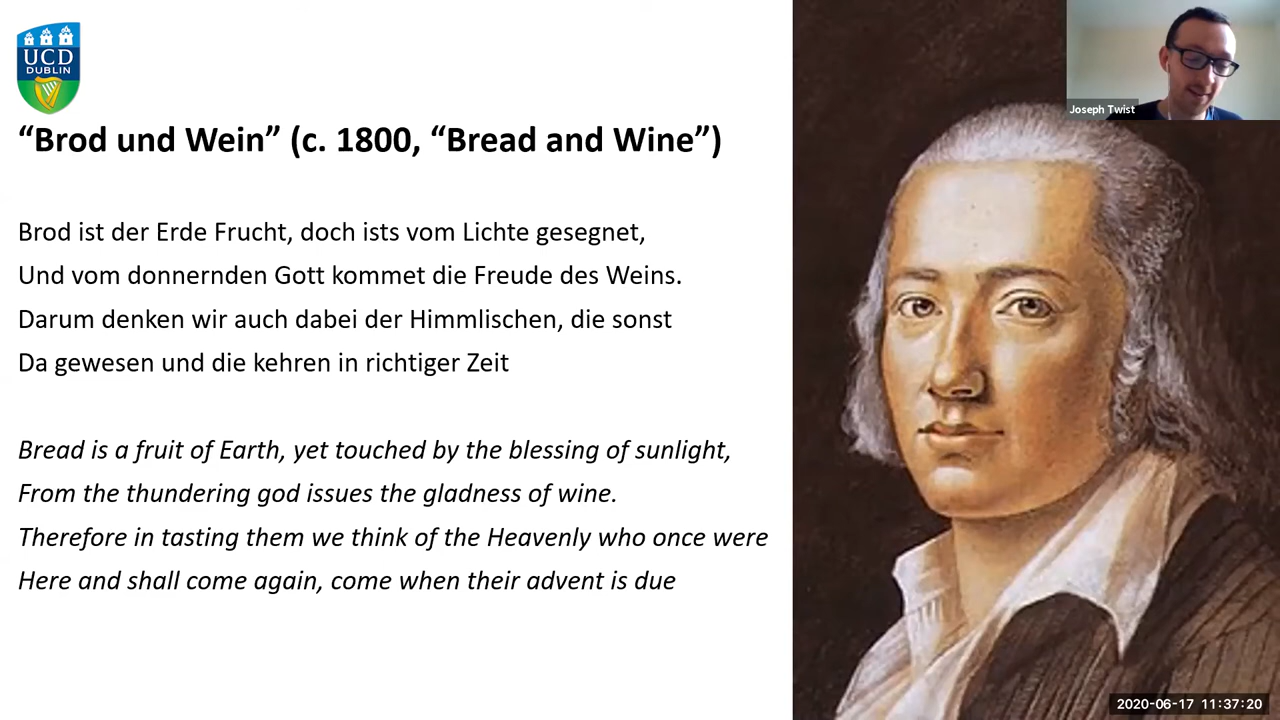 UCD
DUBLIN
Joseph Twist
“Brod und Wein” (c. 1800, “Bread and Wine”)
Brod ist der Erde Frucht, doch ists vom Lichte gesegnet,
Und vom donnernden Gott kommet die Freude des Weins.
Darum denken wir auch dabei der Himmlischen, die sonst
Da gewesen und die kehren in richtiger Zeit
Bread is a fruit of Earth, yet touched by the blessing of sunlight,
From the thundering god issues the gladness of wine.
Therefore in tasting them we think of the Heavenly who once were
Here and shall come again, come when their advent is due
2020-06-17 11:37:20